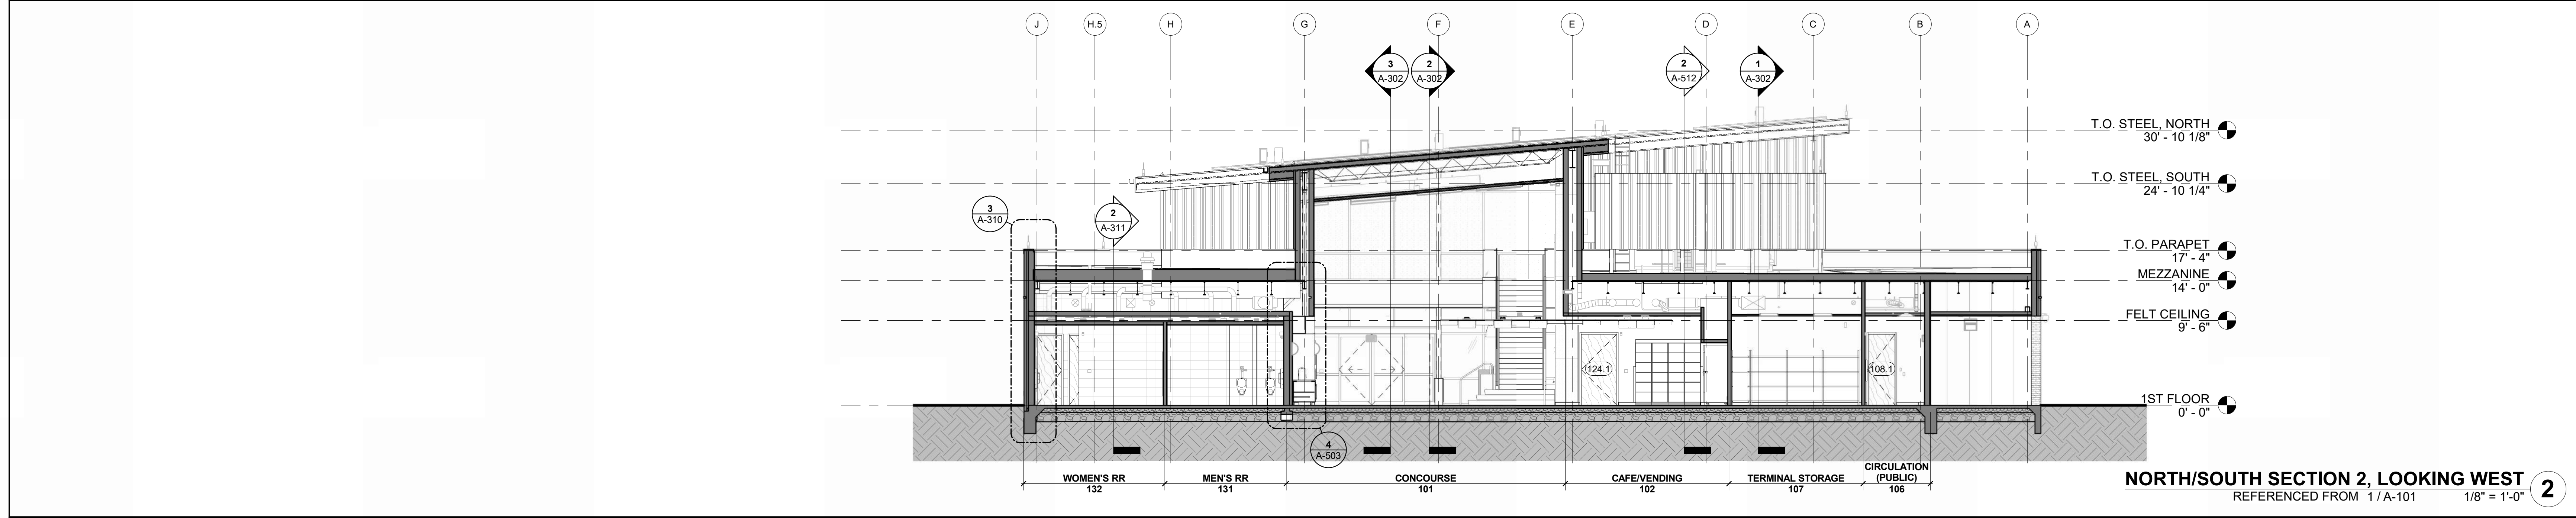 J
H.5
H
G
F
E
D
C
B
A
3
A-302
2
A-302
2
A-512
1
A-302
T.O. STEEL, NORTH
30' - 10 1/8"
T.O. STEEL, SOUTH
24' - 10 1/4"
3
A-310
2
A-311
T.O. PARAPET
17' - 4"
MEZZANINE
14' - 0"
FELT CEILING
9' - 6"
124.1
108.1
1ST FLOOR
0' - 0"
4
A-503
WOMEN'S RR
132
MEN'S RR
131
CONCOURSE
101
CAFE/VENDING
102
TERMINAL STORAGE
107
CIRCULATION
(PUBLIC)
106
NORTH/SOUTH SECTION 2, LOOKING WEST
REFERENCED FROM 1 / A-101 1/8" = 1'-0"
2